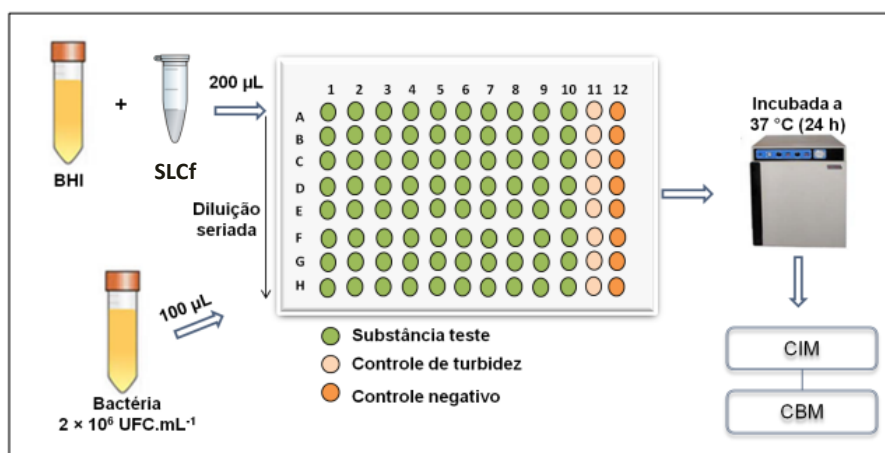 BHI
+
SLCf
200 µL
Diluição
seriada
1 2 3 4 5 6 7 8 9 10 11 12
A
B
C
D
E
F
G
H
Incubada a
37 °C (24 h)
100 µL
Bactéria
2 × 10⁶ UFC.mL⁻¹
Substância teste
Controle de turbidez
Controle negativo
CIM
CBM